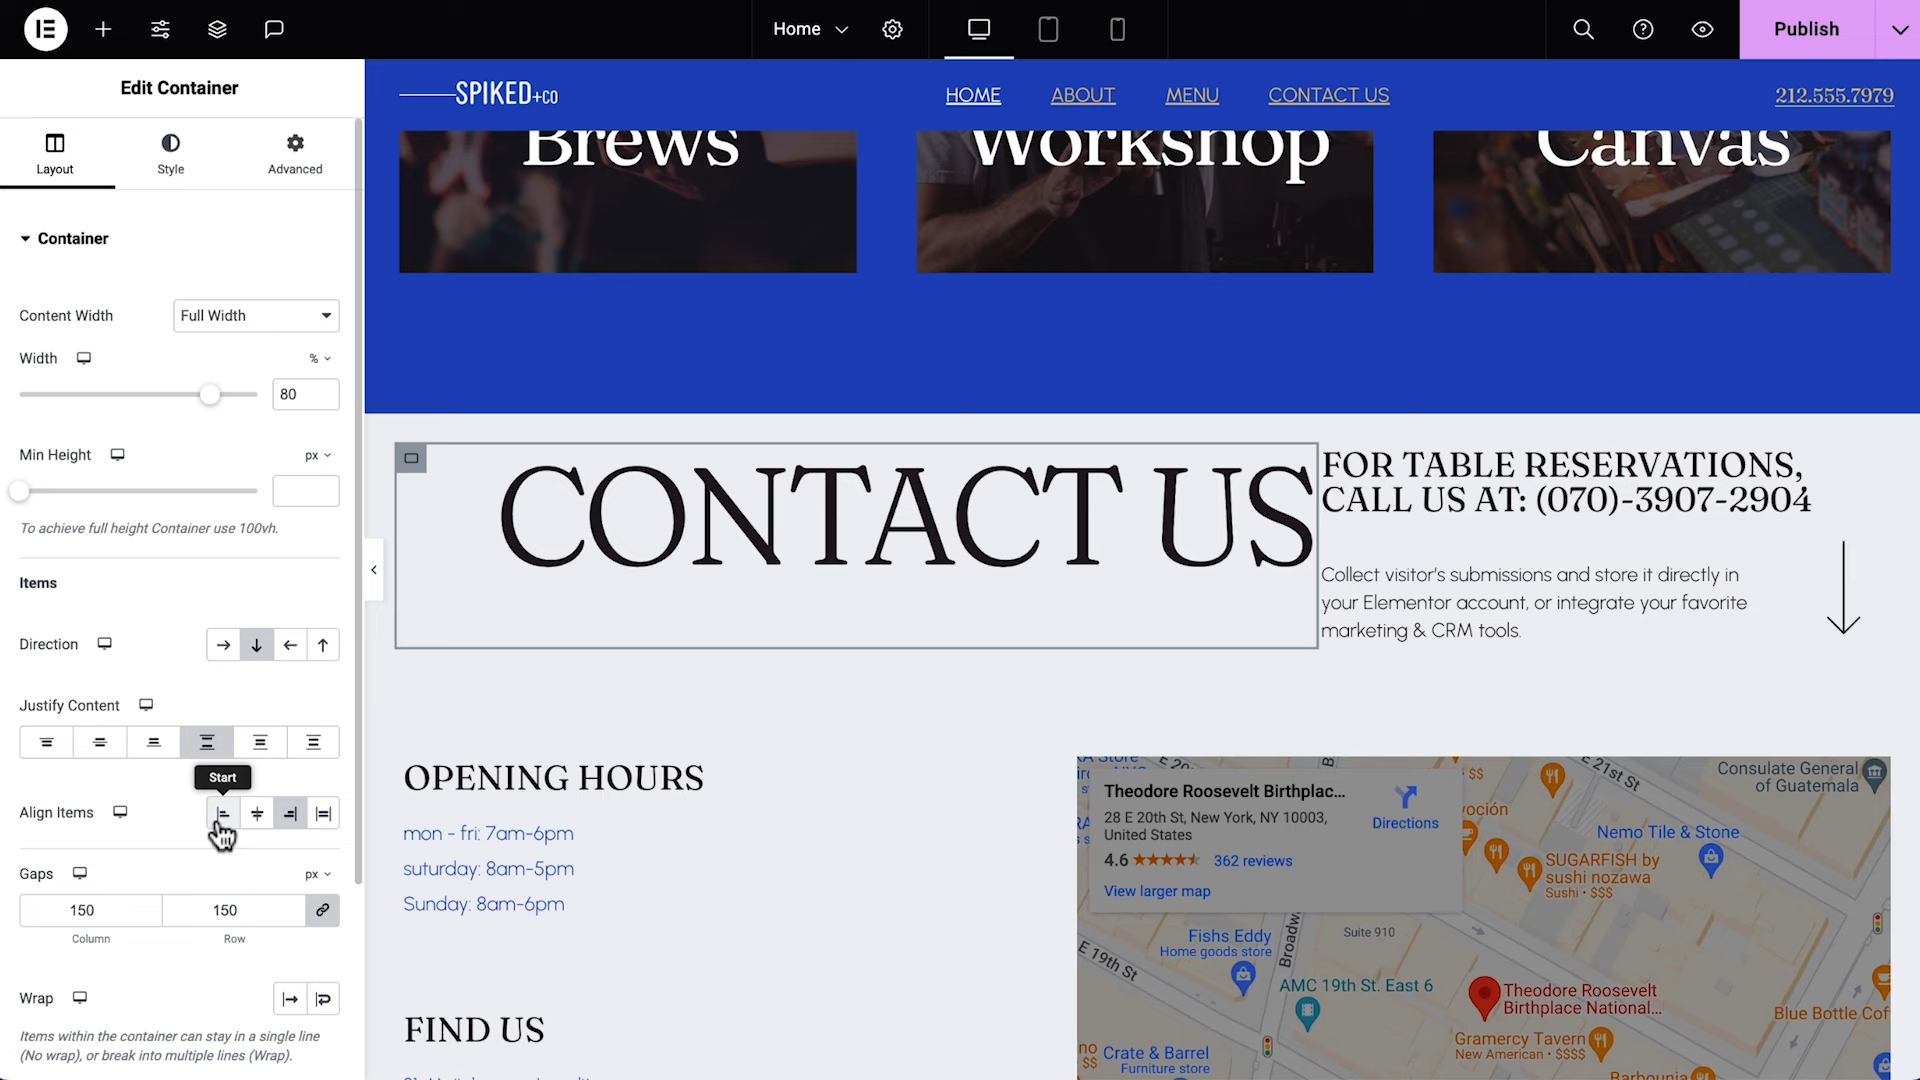 Home
Publish
Edit Container
Layout
Style
Advanced
Container
Content Width
Full Width
Width
%
80
Min Height
px
To achieve full height Container use 100vh.
Items
Direction
Justify Content
Start
Align Items
Gaps
px
150
150
Column
Row
Wrap
Items within the container can stay in a single line
(No wrap), or break into multiple lines (Wrap).
SPIKED+CO
HOME
ABOUT
MENU
CONTACT US
212.555.7979
Brews
Workshop
Canvas
CONTACT US
FOR TABLE RESERVATIONS,
CALL US AT: (070)-3907-2904
Collect visitor's submissions and store it directly in
your Elementor account, or integrate your favorite
marketing & CRM tools.
OPENING HOURS
mon - fri: 7am-6pm
suturday: 8am-5pm
Sunday: 8am-6pm
FIND US
Theodore Roosevelt Birthplac...
28 E 20th St, New York, NY 10003,
United States
Directions
4.6
362 reviews
View larger map
E 21st St
Consulate General
of Guatemala
$$
Nemo Tile & Stone
SUGARFISH by
sushi nozawa
Sushi • $$$
Suite 910
Fishs Eddy
Home goods store
E 19th St
AMC 19th St. East 6
Theodore Roosevelt
Birthplace National...
Blue Bottle Cof
Gramercy Tavern
New American • $$$$
Crate & Barrel
Furniture store
$$